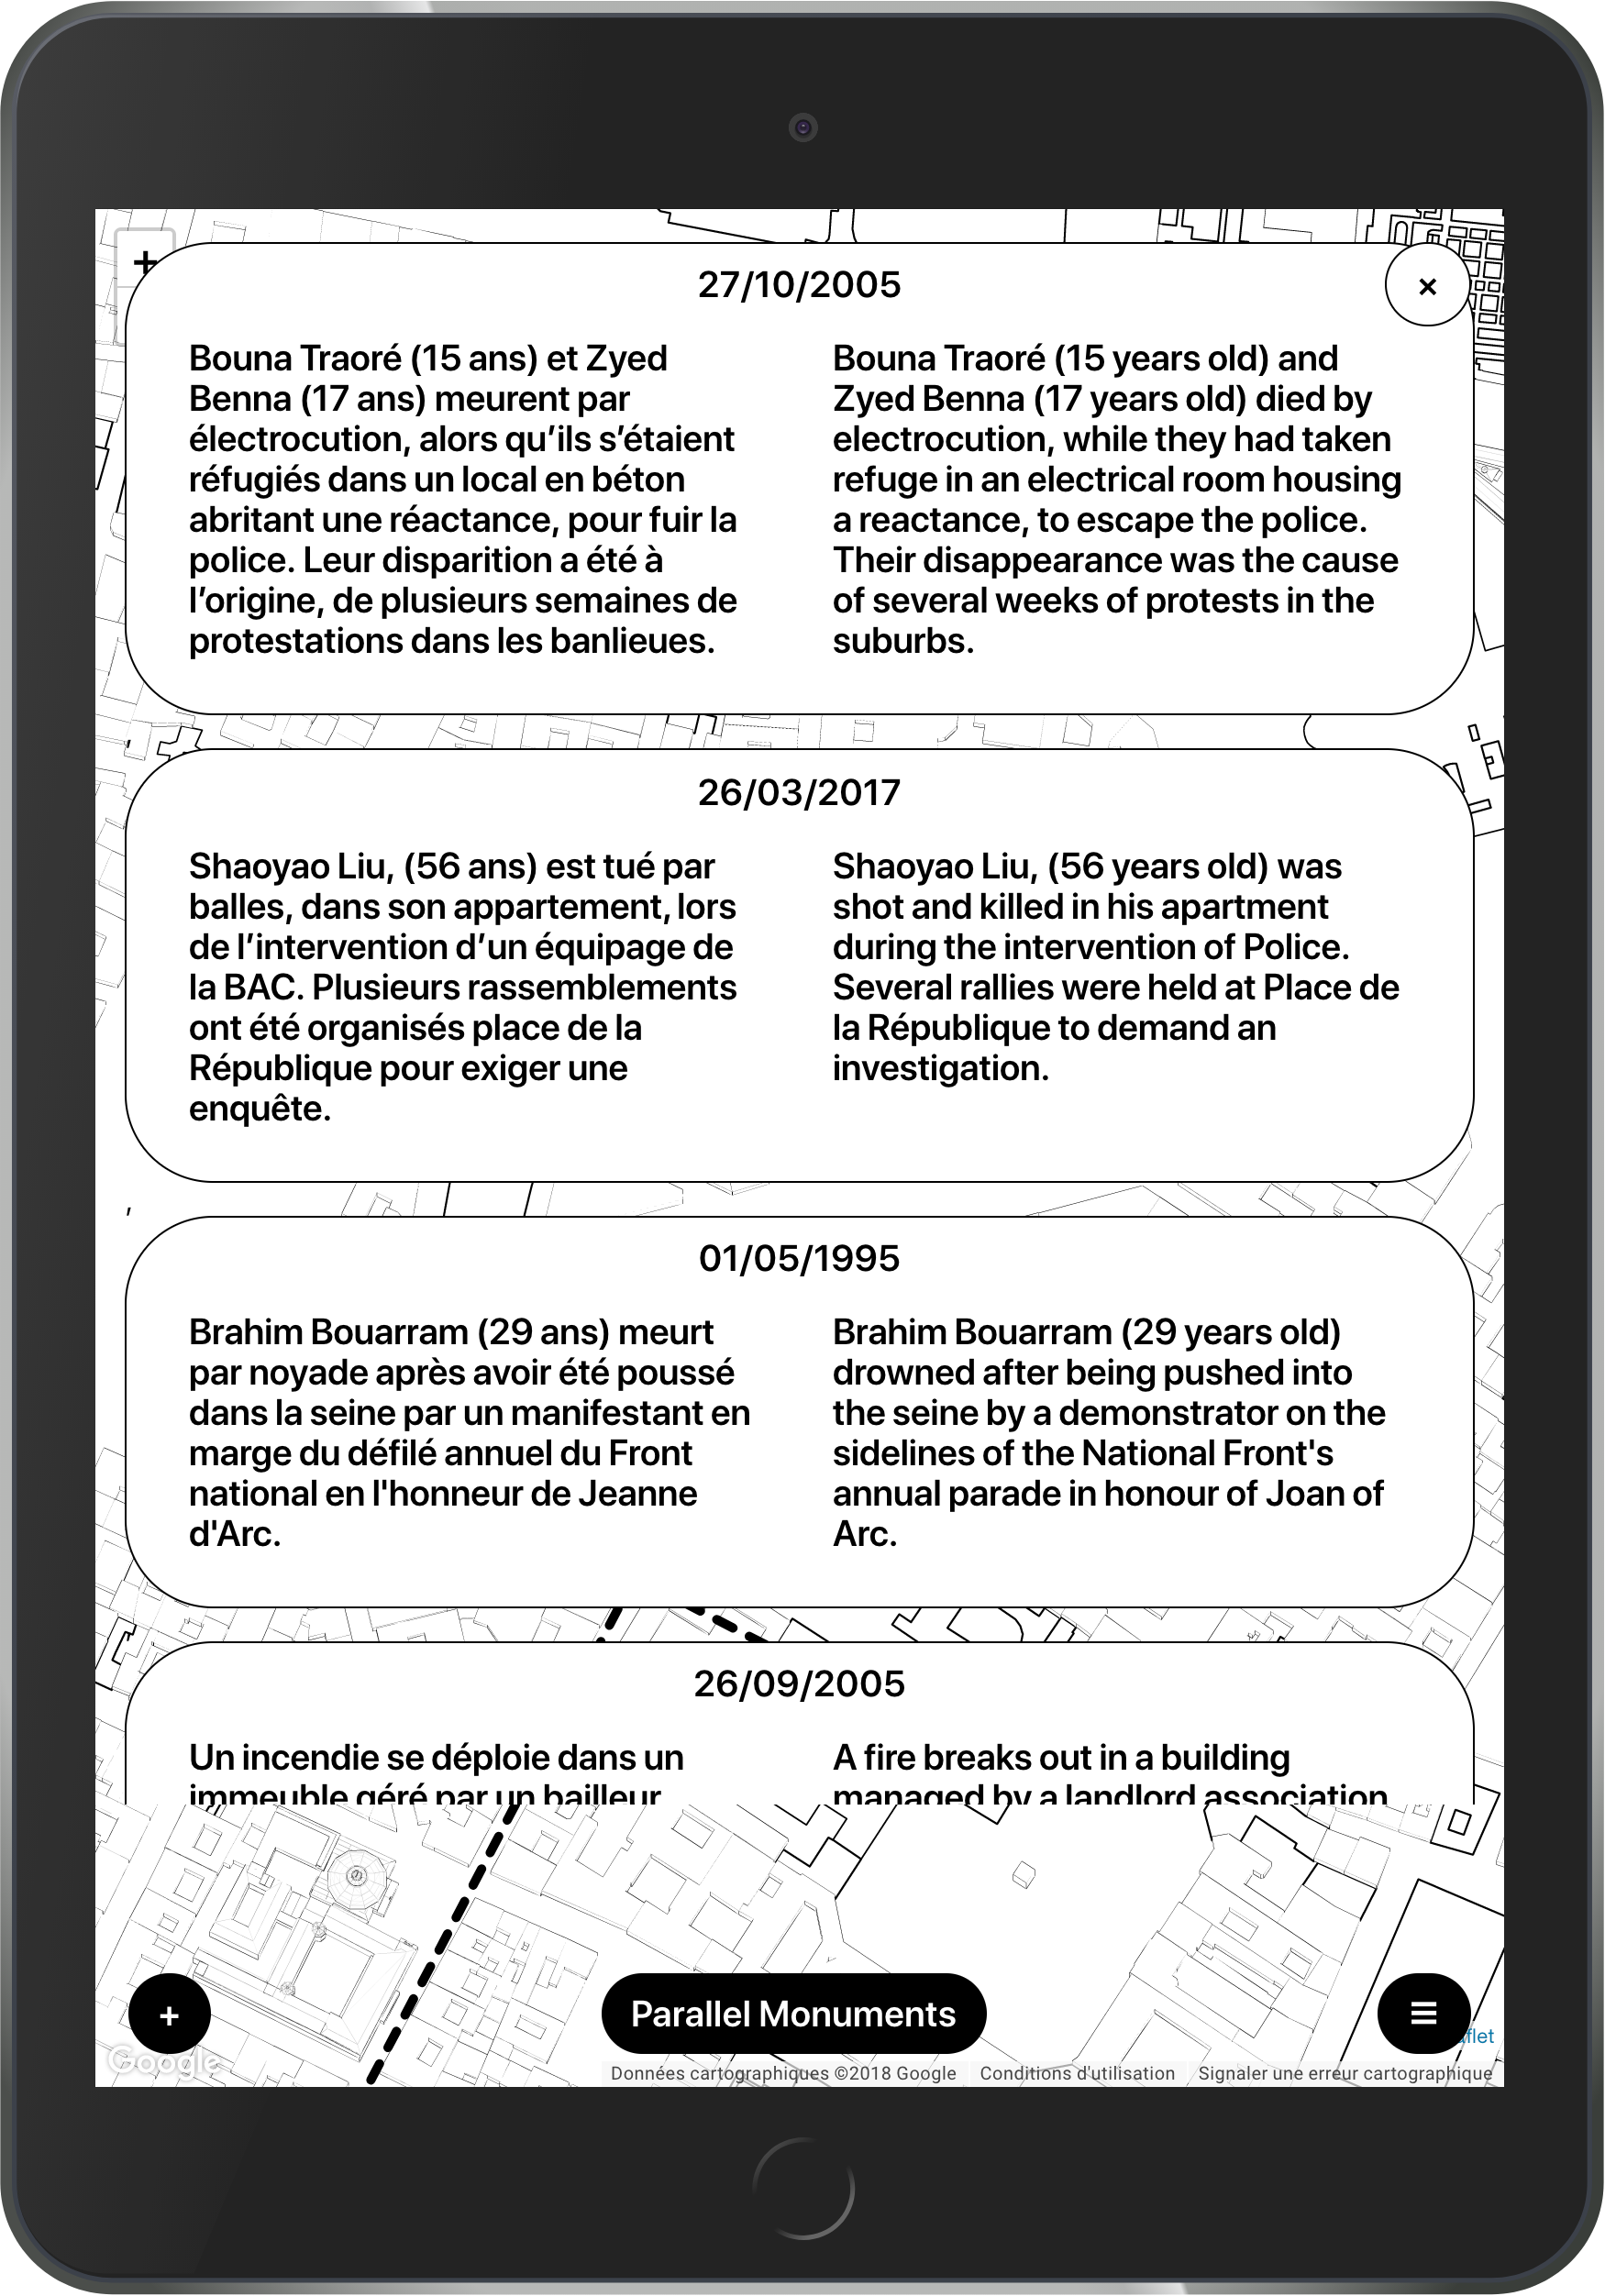 +
27/10/2005
×
Bouna Traoré (15 ans) et Zyed
Benna (17 ans) meurent par
électrocution, alors qu’ils s’étaient
réfugiés dans un local en béton
abritant une réactance, pour fuir la
police. Leur disparition a été à
l’origine, de plusieurs semaines de
protestations dans les banlieues.
Bouna Traoré (15 years old) and
Zyed Benna (17 years old) died by
electrocution, while they had taken
refuge in an electrical room housing
a reactance, to escape the police.
Their disappearance was the cause
of several weeks of protests in the
suburbs.
26/03/2017
Shaoyao Liu, (56 ans) est tué par
balles, dans son appartement, lors
de l’intervention d’un équipage de
la BAC. Plusieurs rassemblements
ont été organisés place de la
République pour exiger une
enquête.
Shaoyao Liu, (56 years old) was
shot and killed in his apartment
during the intervention of Police.
Several rallies were held at Place de
la République to demand an
investigation.
01/05/1995
Brahim Bouarram (29 ans) meurt
par noyade après avoir été poussé
dans la seine par un manifestant en
marge du défilé annuel du Front
national en l'honneur de Jeanne
d'Arc.
Brahim Bouarram (29 years old)
drowned after being pushed into
the seine by a demonstrator on the
sidelines of the National Front's
annual parade in honour of Joan of
Arc.
26/09/2005
Un incendie se déploie dans un
immeuble géré par un bailleur
A fire breaks out in a building
managed by a landlord association
+
Parallel Monuments
☰
flet
Google
Données cartographiques ©2018 Google
Conditions d'utilisation
Signaler une erreur cartographique